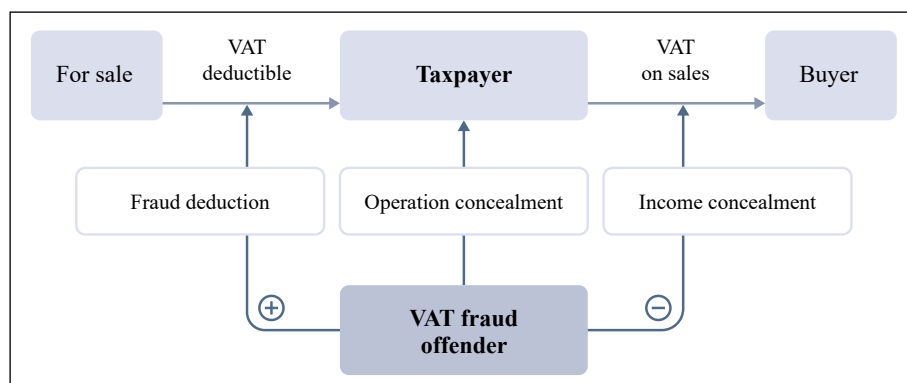 For sale
VAT
deductible
Taxpayer
VAT
on sales
Buyer
Fraud deduction
Operation concealment
Income concealment
+
−
VAT fraud
offender